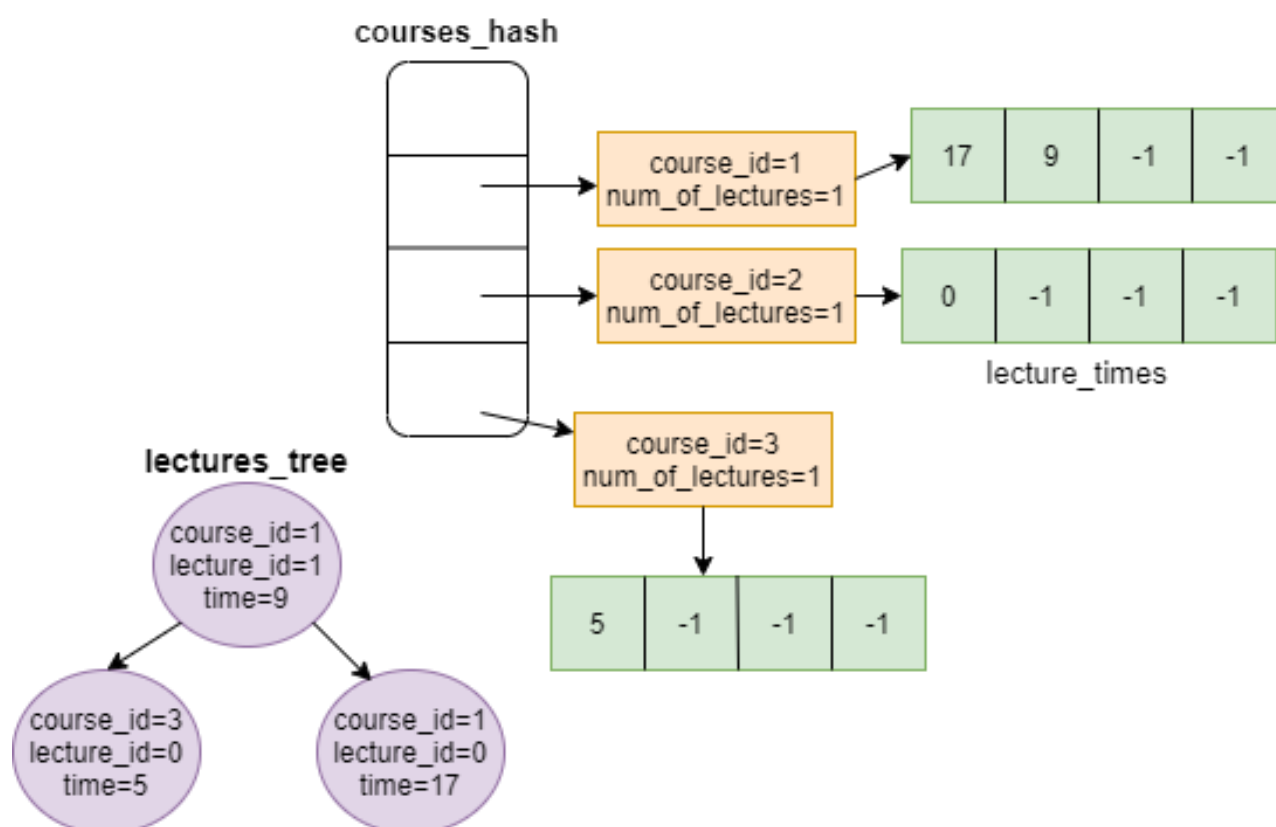 courses_hash
course_id=1
num_of_lectures=1
17 9 -1 -1
course_id=2
num_of_lectures=1
0 -1 -1 -1
lecture_times
course_id=3
num_of_lectures=1
5 -1 -1 -1
lectures_tree
course_id=1
lecture_id=1
time=9
course_id=3
lecture_id=0
time=5
course_id=1
lecture_id=0
time=17